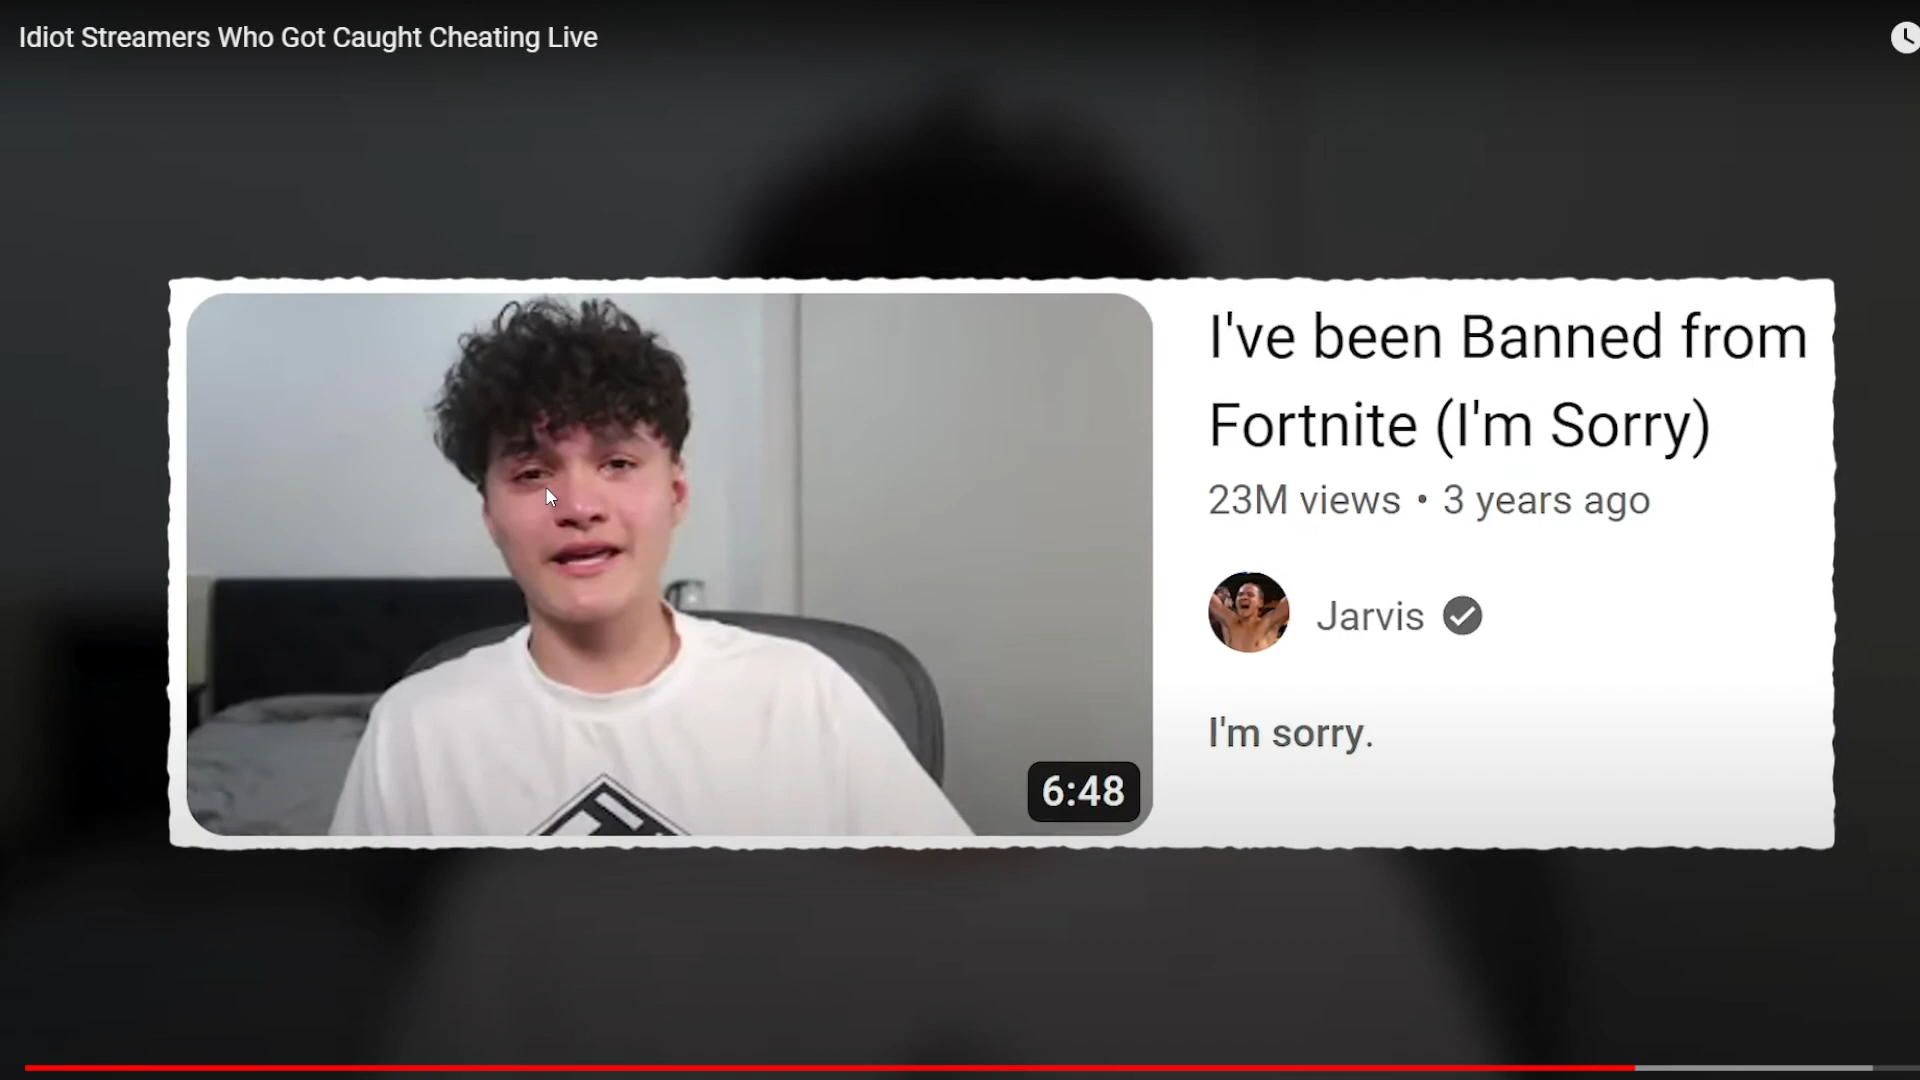 Idiot Streamers Who Got Caught Cheating Live
I've been Banned from
Fortnite (I'm Sorry)
23M views • 3 years ago
Jarvis
I'm sorry.
6:48